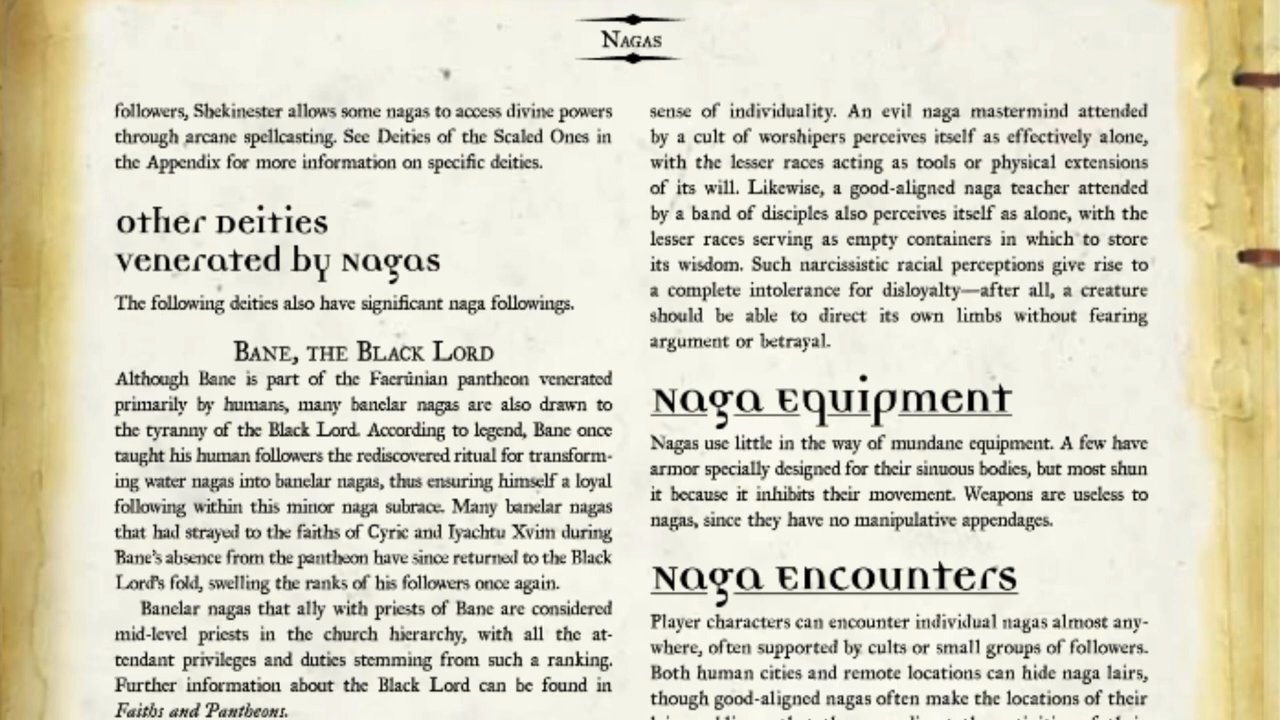 Nagas
followers, Shekinester allows some nagas to access divine powers
through arcane spellcasting. See Deities of the Scaled Ones in
the Appendix for more information on specific deities.
other Deities
venerated by Nagas
The following deities also have significant naga followings.
Bane, the Black Lord
Although Bane is part of the Faerûnian pantheon venerated
primarily by humans, many banelar nagas are also drawn to
the tyranny of the Black Lord. According to legend, Bane once
taught his human followers the rediscovered ritual for transform-
ing water nagas into banelar nagas, thus ensuring himself a loyal
following within this minor naga subrace. Many banelar nagas
that had strayed to the faiths of Cyric and Iyachtu Xvim during
Bane's absence from the pantheon have since returned to the Black
Lord's fold, swelling the ranks of his followers once again.
Banelar nagas that ally with priests of Bane are considered
mid-level priests in the church hierarchy, with all the at-
tendant privileges and duties stemming from such a ranking.
Further information about the Black Lord can be found in
Faiths and Pantheons.
sense of individuality. An evil naga mastermind attended
by a cult of worshipers perceives itself as effectively alone,
with the lesser races acting as tools or physical extensions
of its will. Likewise, a good-aligned naga teacher attended
by a band of disciples also perceives itself as alone, with the
lesser races serving as empty containers in which to store
its wisdom. Such narcissistic racial perceptions give rise to
a complete intolerance for disloyalty—after all, a creature
should be able to direct its own limbs without fearing
argument or betrayal.
Naga Equipment
Nagas use little in the way of mundane equipment. A few have
armor specially designed for their sinuous bodies, but most shun
it because it inhibits their movement. Weapons are useless to
nagas, since they have no manipulative appendages.
Naga Encounters
Player characters can encounter individual nagas almost any-
where, often supported by cults or small groups of followers.
Both human cities and remote locations can hide naga lairs,
though good-aligned nagas often make the locations of their